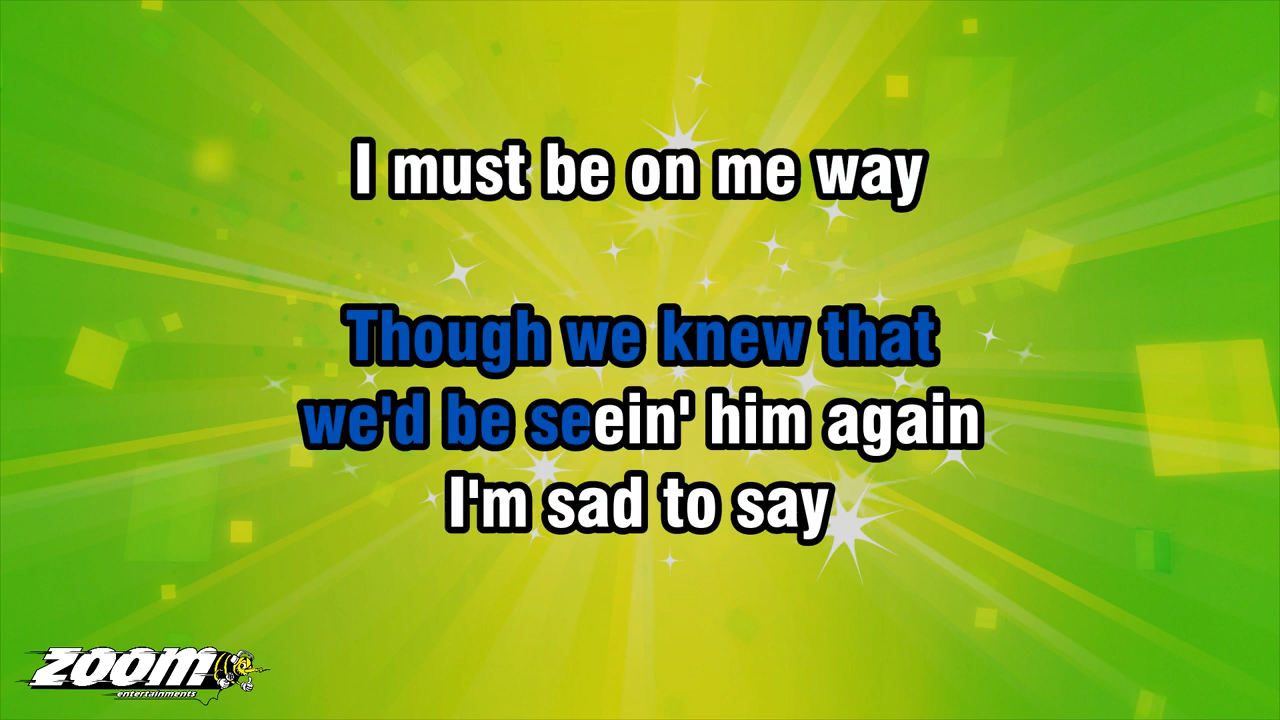 I must be on me way
Though we knew that
we'd be seein' him again
I'm sad to say
zoom
entertainments